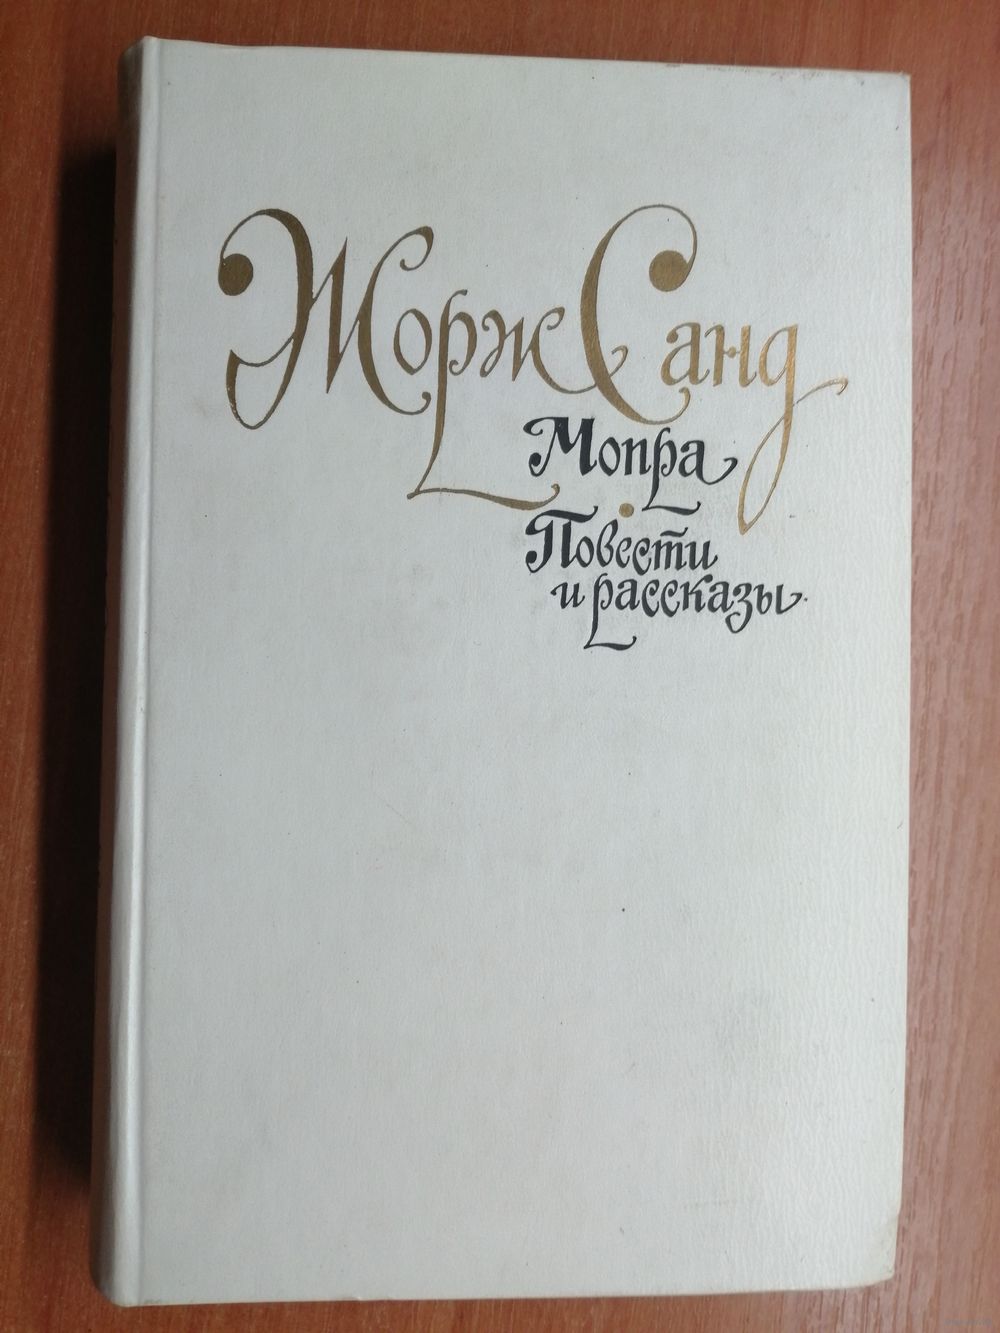 Жорж Санд
Мопра
Повести
и рассказы